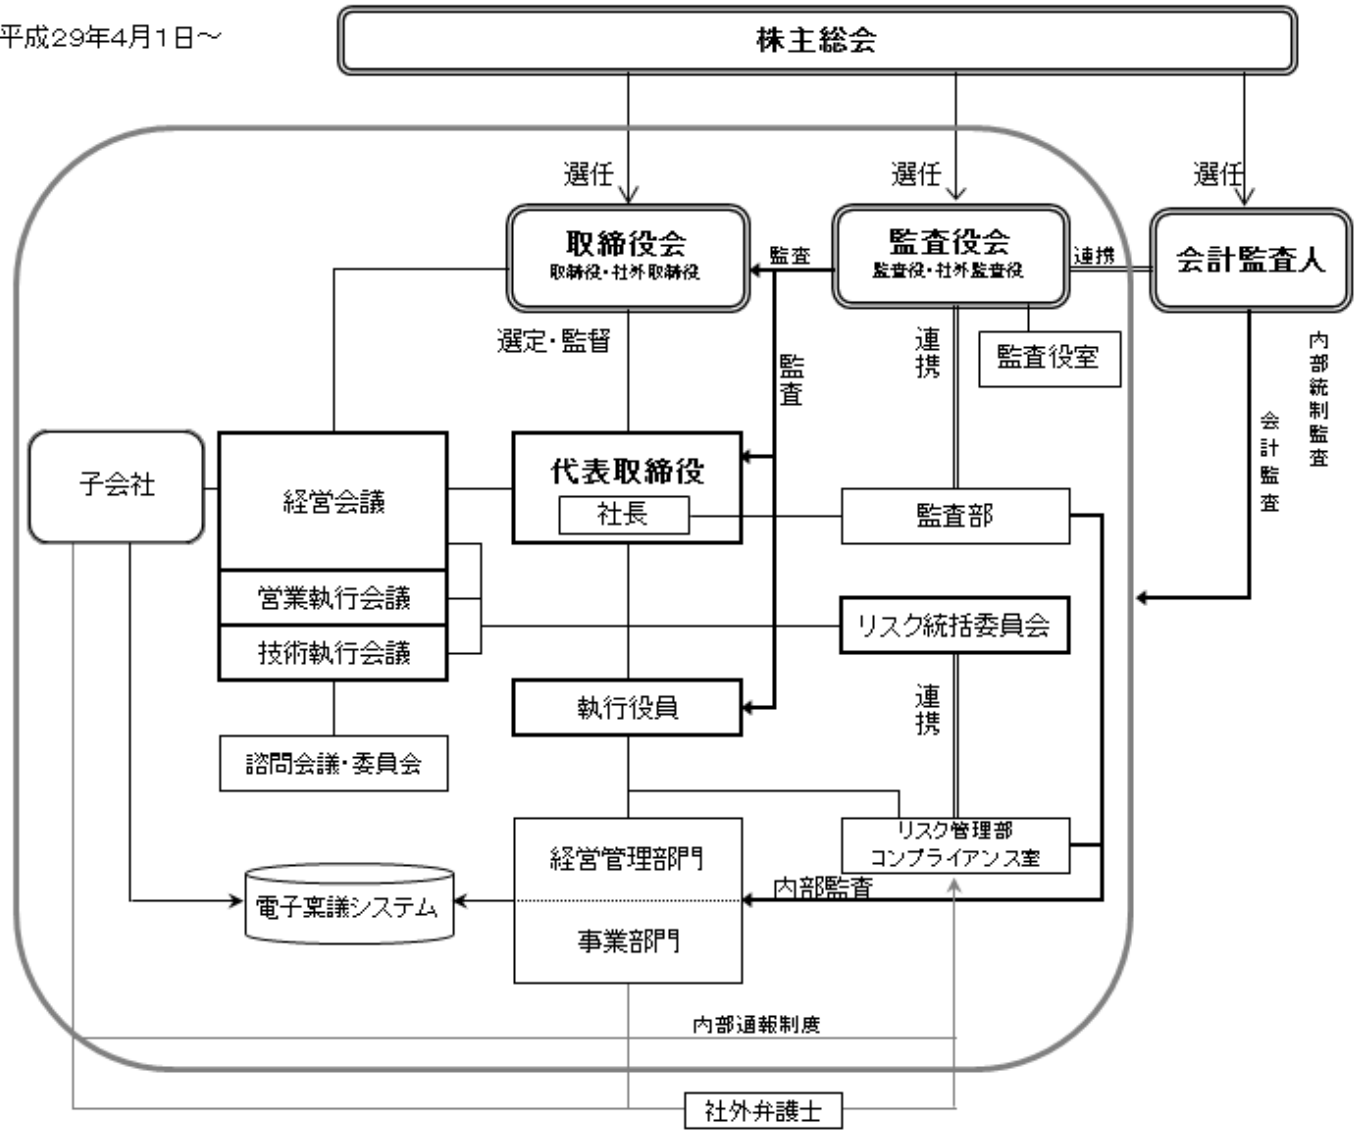 平成29年4月1日～
株主総会
選任
選任
選任
取締役会
取締役・社外取締役
監査
監査役会
監査役・社外監査役
連携
会計監査人
選定・監督
監査
連携
監査役室
内部統制監査
会計監査
子会社
経営会議
代表取締役
社長
監査部
営業執行会議
技術執行会議
リスク統括委員会
執行役員
連携
諮問会議・委員会
経営管理部門
リスク管理部
コンプライアンス室
内部監査
電子稟議システム
事業部門
内部通報制度
社外弁護士